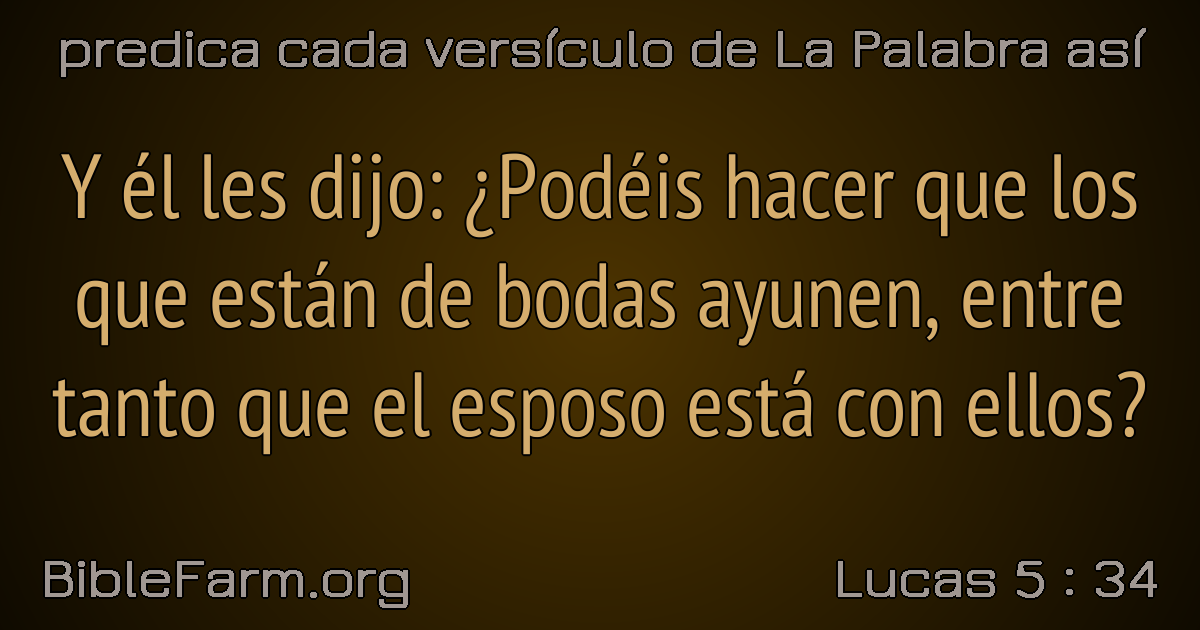 predica cada versículo de La Palabra así
Y él les dijo: ¿Podéis hacer que los
que están de bodas ayunen, entre
tanto que el esposo está con ellos?
BibleFarm.org
Lucas 5 : 34